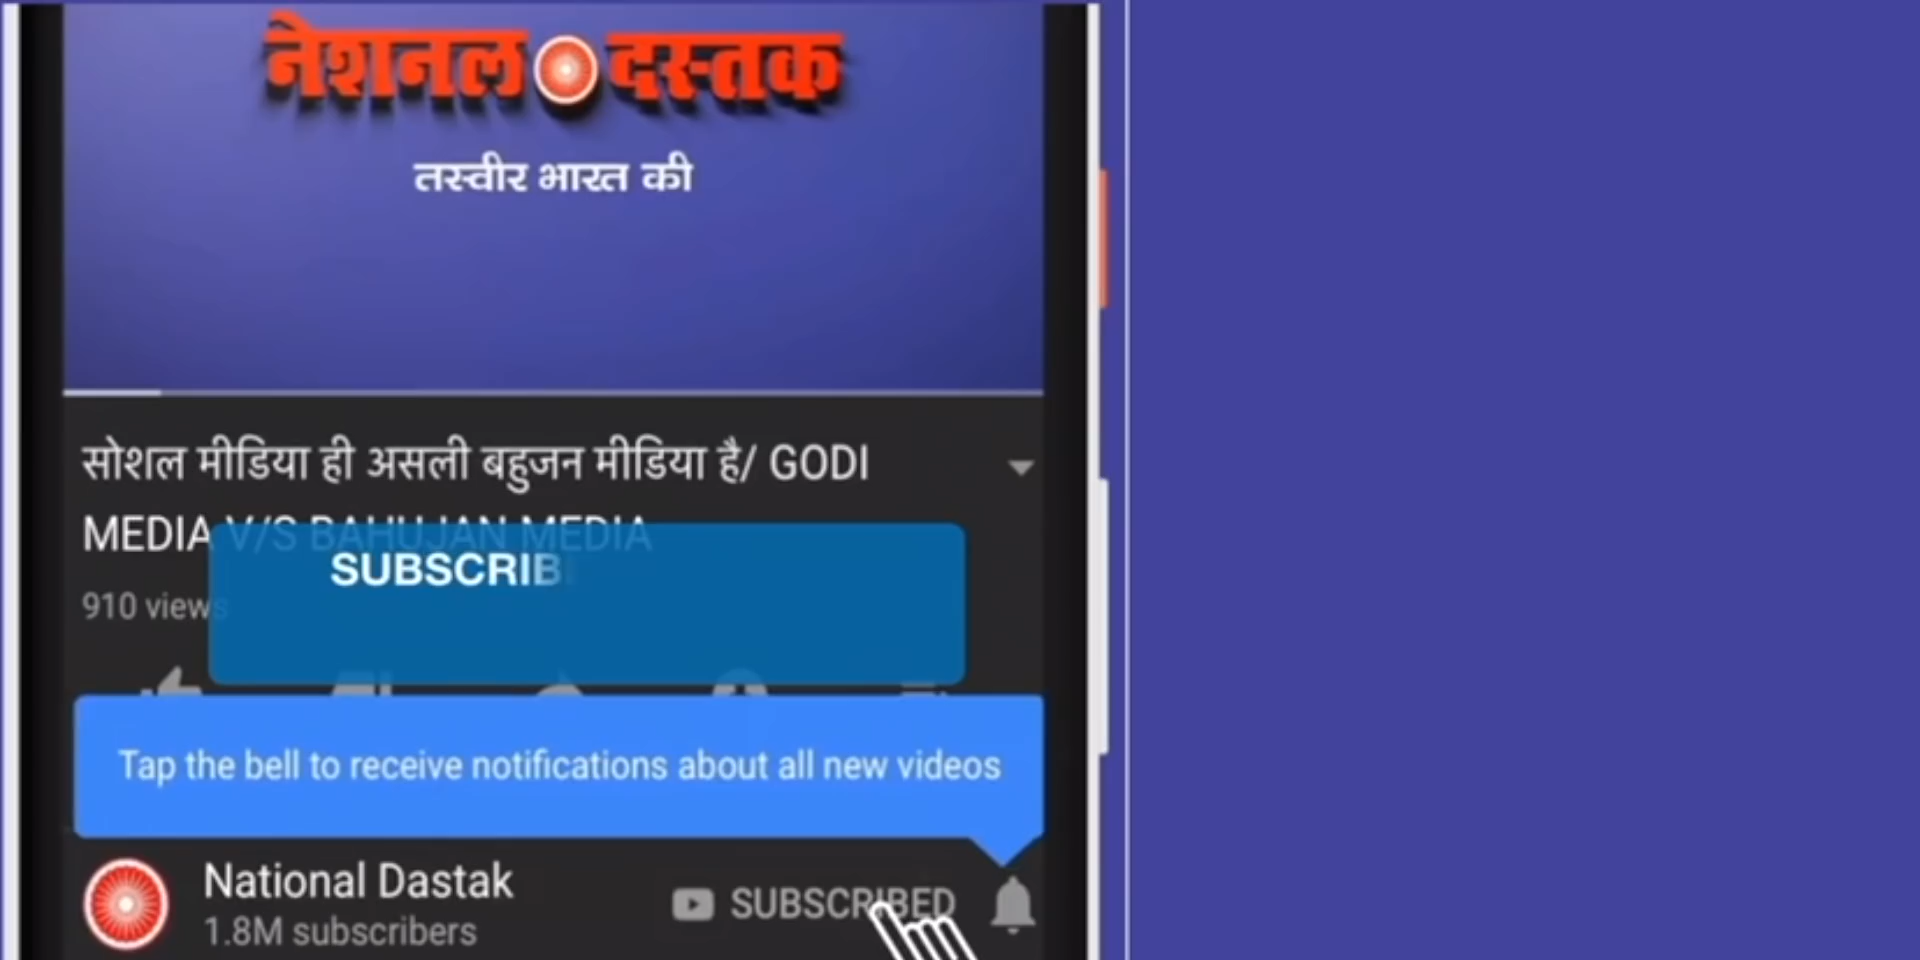 नेशनल दस्तक
तस्वीर भारत की
सोशल मीडिया ही असली बहुजन मीडिया है/ GODI
MEDIA V/S BAHUJAN MEDIA
SUBSCRIB
910 views
Tap the bell to receive notifications about all new videos
National Dastak
SUBSCRIBED
1.8M subscribers